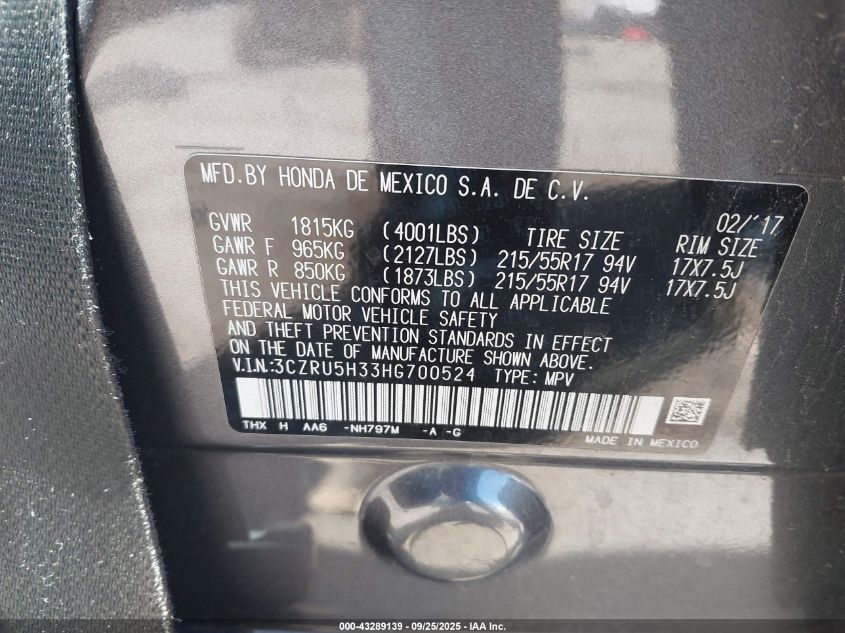 MFD.BY HONDA DE MEXICO S.A. DE C.V.
02/'17
GVWR 1815KG (4001LBS) TIRE SIZE RIM SIZE
GAWR F 965KG (2127LBS) 215/55R17 94V 17X7.5J
GAWR R 850KG (1873LBS) 215/55R17 94V 17X7.5J
THIS VEHICLE CONFORMS TO ALL APPLICABLE
FEDERAL MOTOR VEHICLE SAFETY
AND THEFT PREVENTION STANDARDS IN EFFECT
ON THE DATE OF MANUFACTURE SHOWN ABOVE.
V.I.N:3CZRU5H33HG700524 TYPE: MPV
THX H AA6 -NH797M -A -G
MADE IN MEXICO
000-43289139 - 09/25/2025 - IAA Inc.